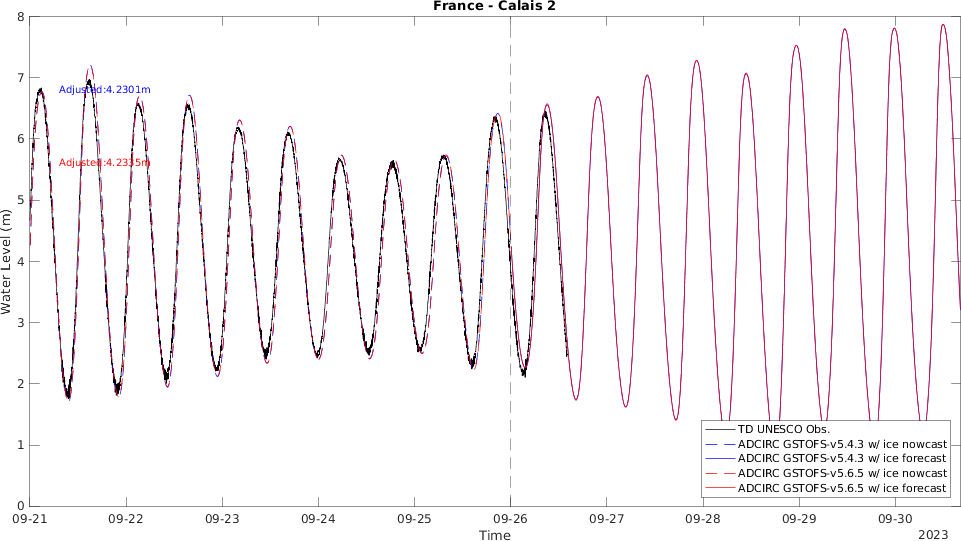 France - Calais 2
8
7
6
5
4
3
2
1
0
Water Level (m)
Adjusted:4.2301m
Adjusted:4.2335m
TD UNESCO Obs.
ADCIRC GSTOFS-v5.4.3 w/ ice nowcast
ADCIRC GSTOFS-v5.4.3 w/ ice forecast
ADCIRC GSTOFS-v5.6.5 w/ ice nowcast
ADCIRC GSTOFS-v5.6.5 w/ ice forecast
09-21 09-22 09-23 09-24 09-25 09-26 09-27 09-28 09-29 09-30
Time
2023